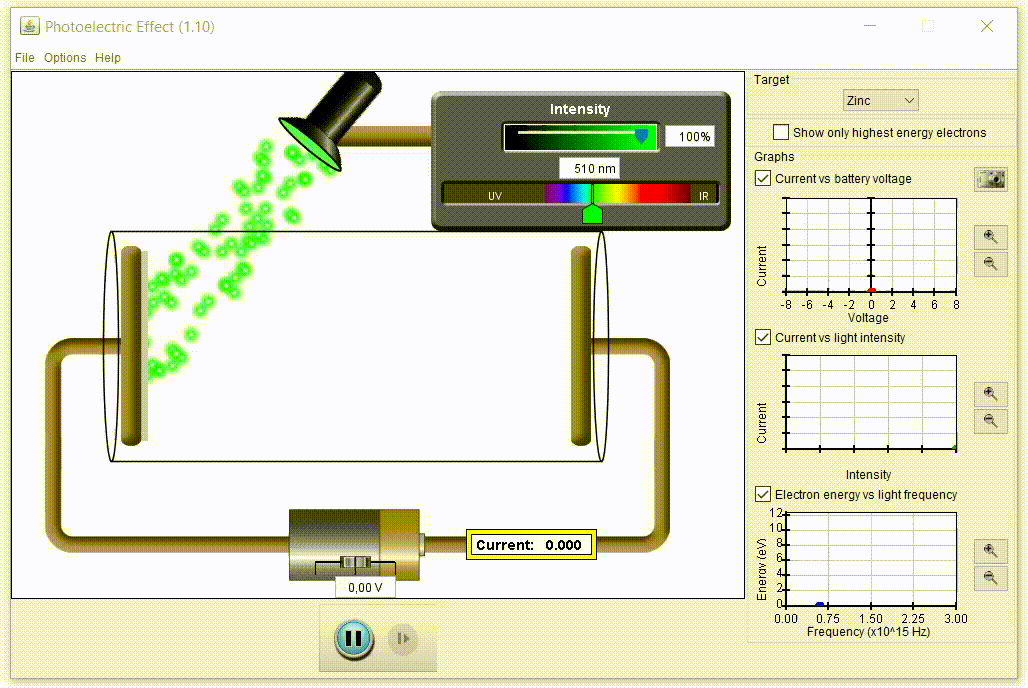 Photoelectric Effect (1.10)
File Options Help
Intensity
100%
510 nm
UV
IR
Current: 0.000
0,00 V
Target
Zinc
Show only highest energy electrons
Graphs
Current vs battery voltage
Current
-8 -6 -4 -2 0 2 4 6 8
Voltage
Current vs light intensity
Current
Intensity
Electron energy vs light frequency
Energy (eV)
12
10
8
6
4
2
0
0.00 0.75 1.50 2.25 3.00
Frequency (x10^15 Hz)